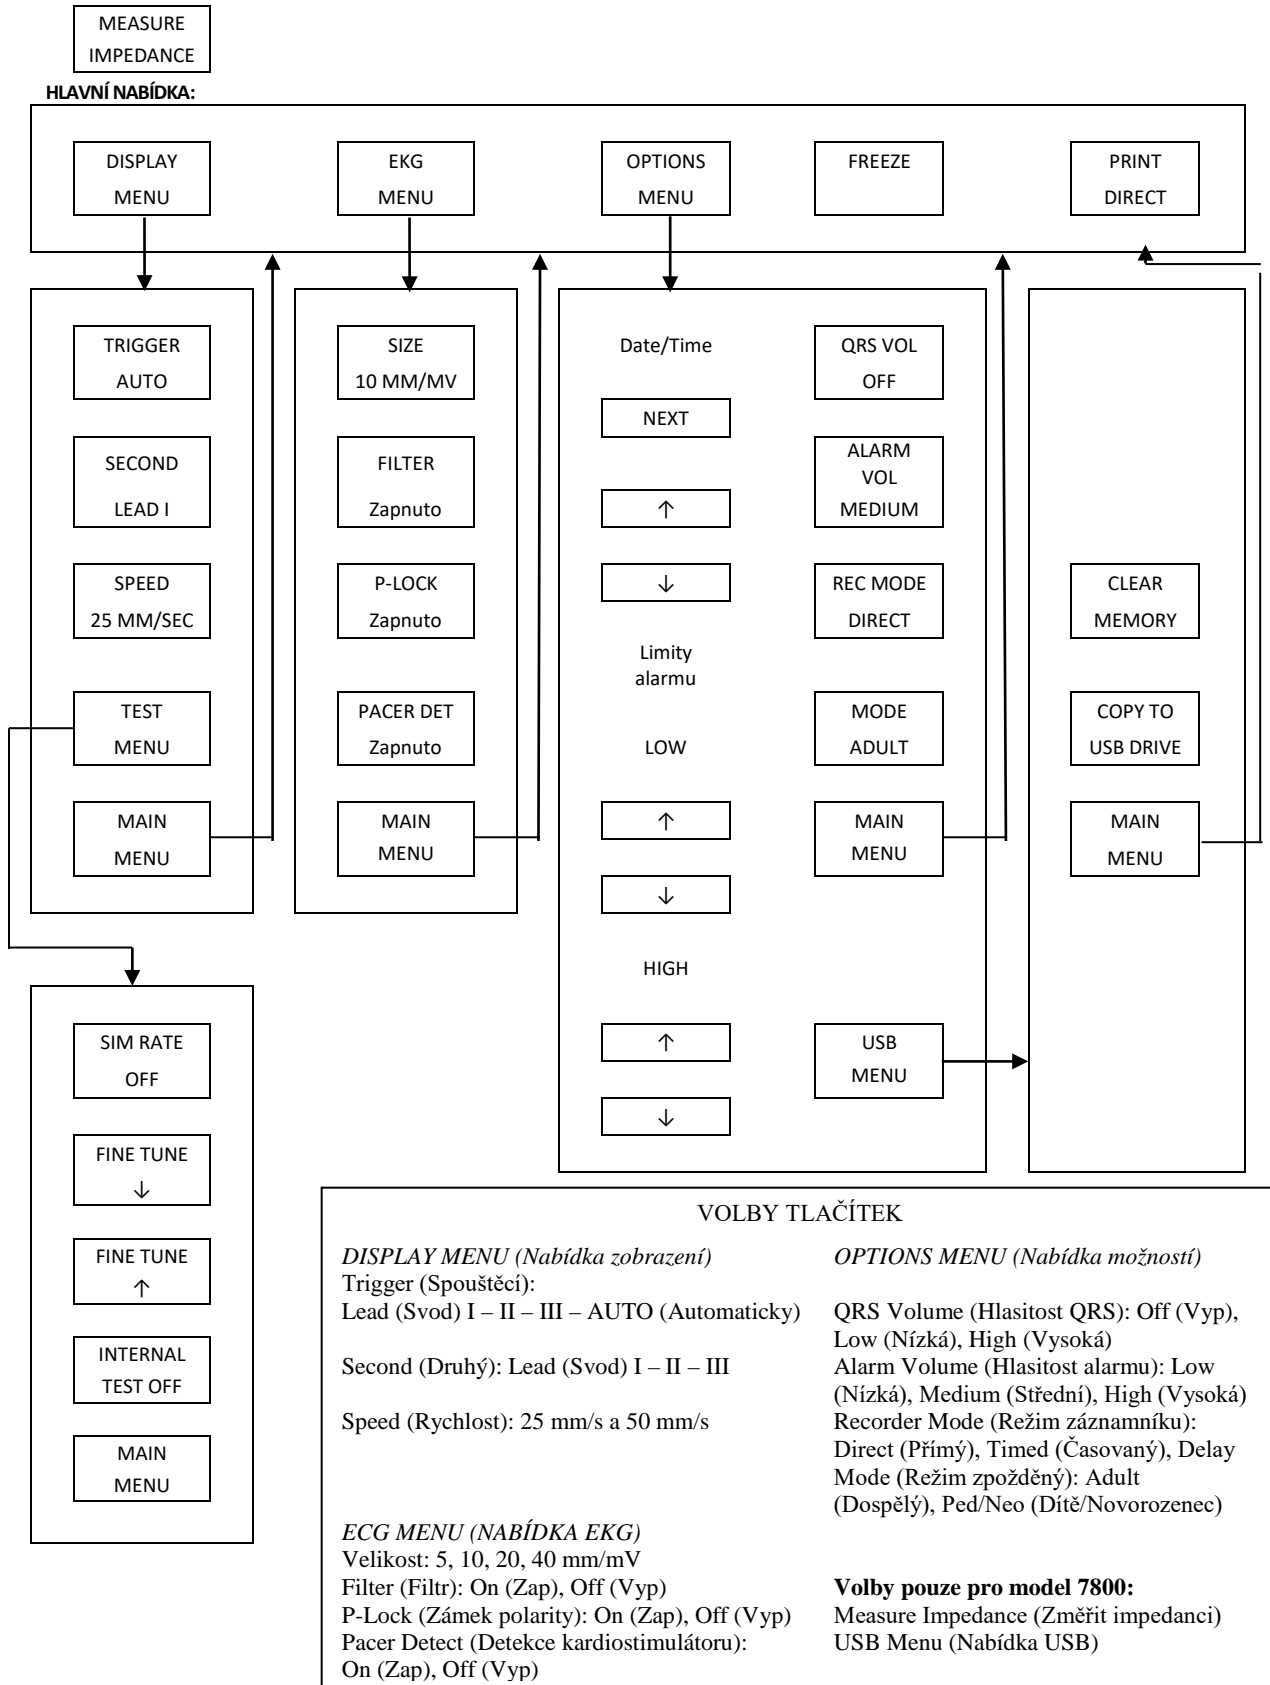 MEASURE
IMPEDANCE
HLAVNÍ NABÍDKA:
DISPLAY
MENU
EKG
MENU
OPTIONS
MENU
FREEZE
PRINT
DIRECT
TRIGGER
AUTO
SECOND
LEAD I
SPEED
25 MM/SEC
TEST
MENU
MAIN
MENU
SIZE
10 MM/MV
FILTER
Zapnuto
P-LOCK
Zapnuto
PACER DET
Zapnuto
MAIN
MENU
Date/Time
NEXT
↑
↓
Limity
alarmu
LOW
↑
↓
HIGH
↑
↓
QRS VOL
OFF
ALARM
VOL
MEDIUM
REC MODE
DIRECT
MODE
ADULT
MAIN
MENU
USB
MENU
CLEAR
MEMORY
COPY TO
USB DRIVE
MAIN
MENU
SIM RATE
OFF
FINE TUNE
↓
FINE TUNE
↑
INTERNAL
TEST OFF
MAIN
MENU
VOLBY TLAČÍTEK
DISPLAY MENU (Nabídka zobrazení)
Trigger (Spouštěcí):
Lead (Svod) I – II – III – AUTO (Automaticky)
Second (Druhý): Lead (Svod) I – II – III
Speed (Rychlost): 25 mm/s a 50 mm/s
ECG MENU (NABÍDKA EKG)
Velikost: 5, 10, 20, 40 mm/mV
Filter (Filtr): On (Zap), Off (Vyp)
P-Lock (Zámek polarity): On (Zap), Off (Vyp)
Pacer Detect (Detekce kardiostimulátoru):
On (Zap), Off (Vyp)
OPTIONS MENU (Nabídka možností)
QRS Volume (Hlasitost QRS): Off (Vyp),
Low (Nízká), High (Vysoká)
Alarm Volume (Hlasitost alarmu): Low
(Nízká), Medium (Střední), High (Vysoká)
Recorder Mode (Režim záznamníku):
Direct (Přímý), Timed (Časovaný), Delay
Mode (Režim zpožděný): Adult
(Dospělý), Ped/Neo (Dítě/Novorozenec)
Volby pouze pro model 7800:
Measure Impedance (Změřit impedanci)
USB Menu (Nabídka USB)